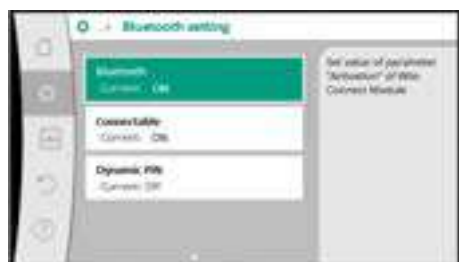 Bluetooth setting
Bluetooth
Current: ON
Connectable
Current: ON
Dynamic PIN
Current: Off
Set value of parameter
"Activation" of Wilo
Connect Module